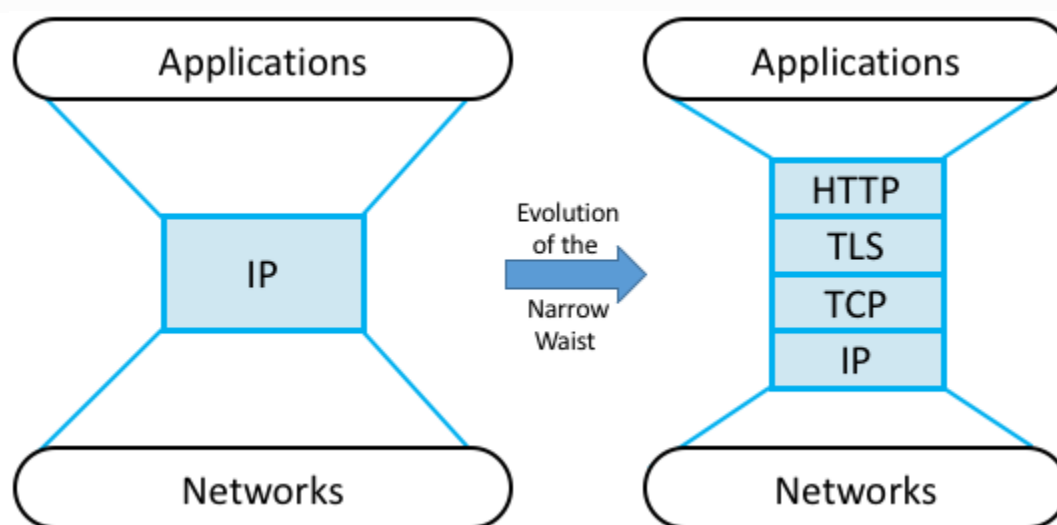 Applications
IP
Networks
Evolution
of the
Narrow
Waist
Applications
HTTP
TLS
TCP
IP
Networks